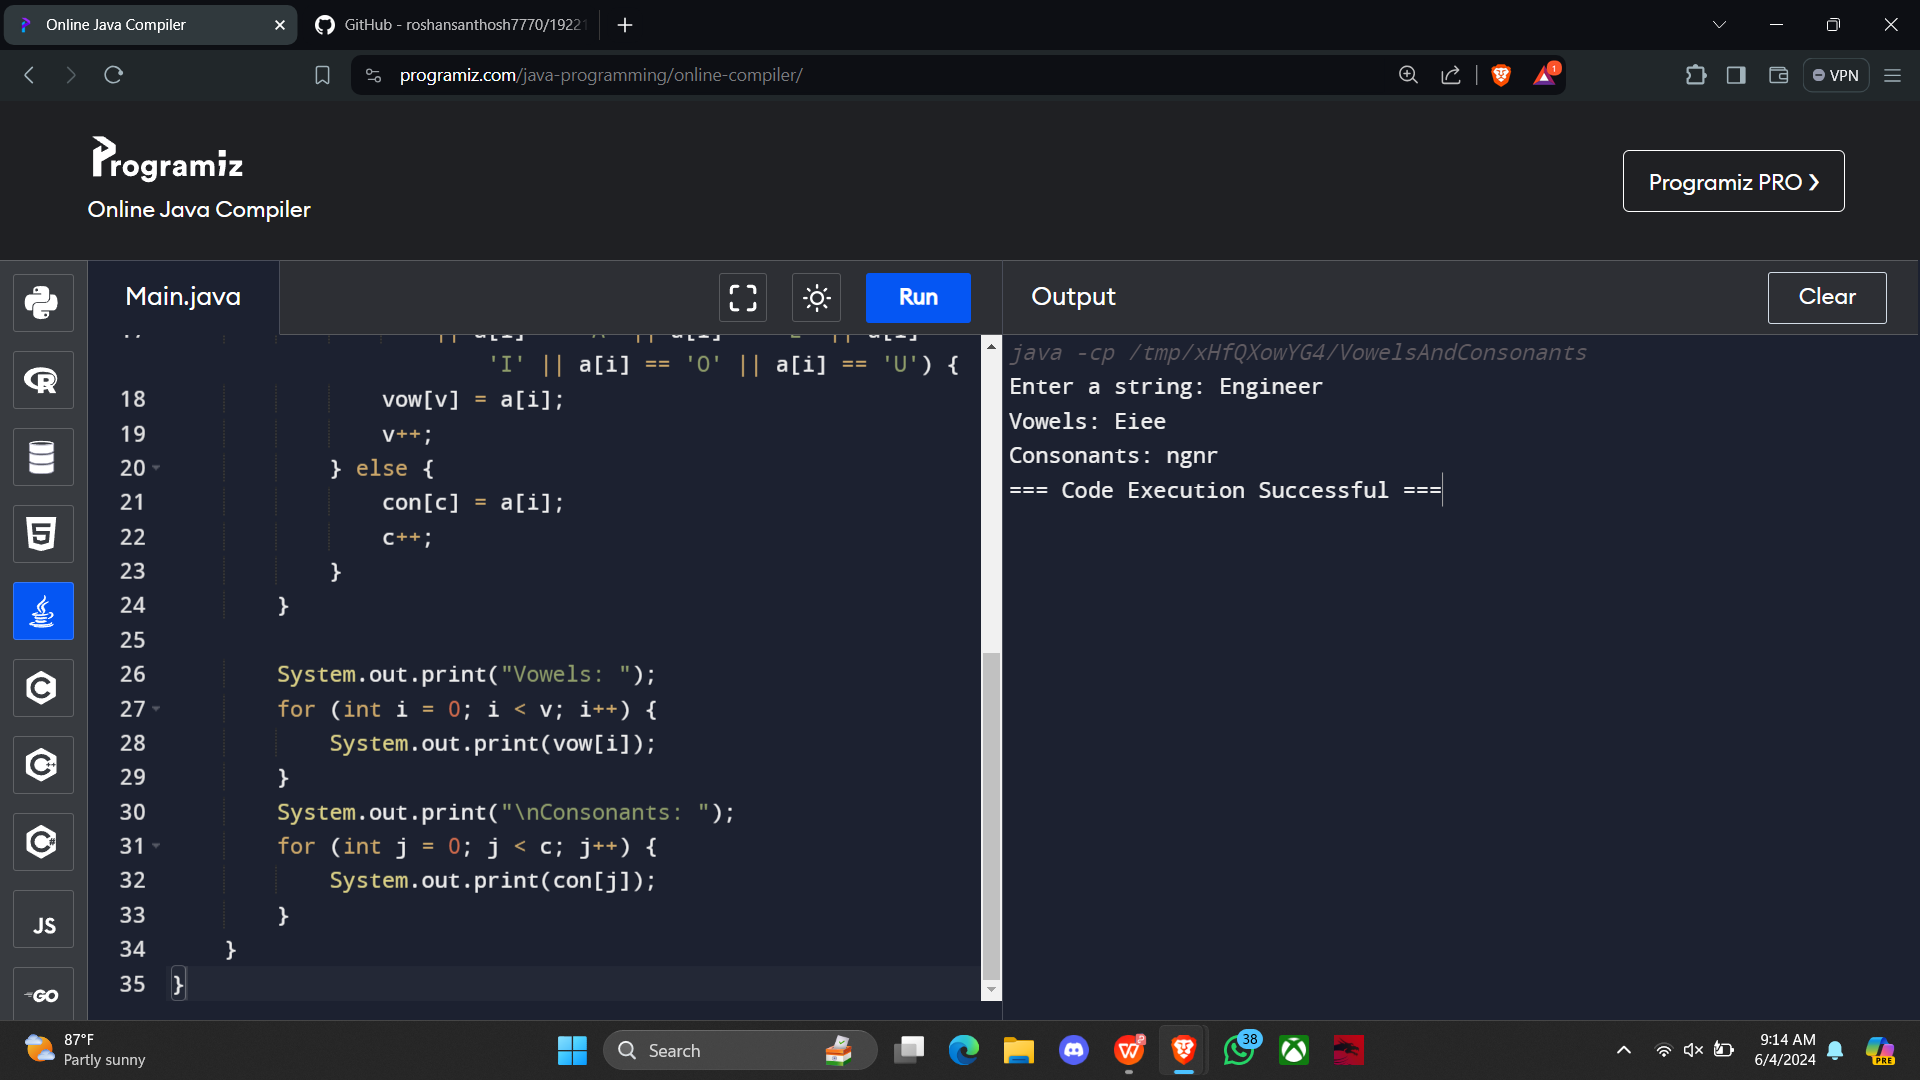 Online Java Compiler
GitHub - roshansanthosh7770/1922
programiz.com/java-programming/online-compiler/
1
VPN
Programiz
Online Java Compiler
Programiz PRO ❯
Main.java
Run
Output
Clear
'I' || a[i] == 'O' || a[i] == 'U') {
18 vow[v] = a[i];
19 v++;
20 } else {
21 con[c] = a[i];
22 c++;
23 }
24 }
25
26 System.out.print("Vowels: ");
27 for (int i = 0; i < v; i++) {
28 System.out.print(vow[i]);
29 }
30 System.out.print("\nConsonants: ");
31 for (int j = 0; j < c; j++) {
32 System.out.print(con[j]);
33 }
34 }
35 }
java -cp /tmp/xHfQXowYG4/VowelsAndConsonants
Enter a string: Engineer
Vowels: Eiee
Consonants: ngnr
=== Code Execution Successful ===
JS
GO
87°F
Partly sunny
Search
38
9:14 AM
6/4/2024
PRE